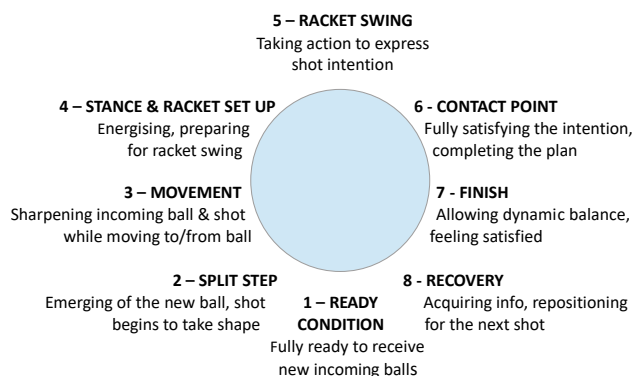 5 – RACKET SWING
Taking action to express
shot intention
4 – STANCE & RACKET SET UP
Energising, preparing
for racket swing
6 - CONTACT POINT
Fully satisfying the intention,
completing the plan
3 – MOVEMENT
Sharpening incoming ball & shot
while moving to/from ball
7 - FINISH
Allowing dynamic balance,
feeling satisfied
2 – SPLIT STEP
Emerging of the new ball, shot
begins to take shape
8 - RECOVERY
Acquiring info, repositioning
for the next shot
1 – READY
CONDITION
Fully ready to receive
new incoming balls